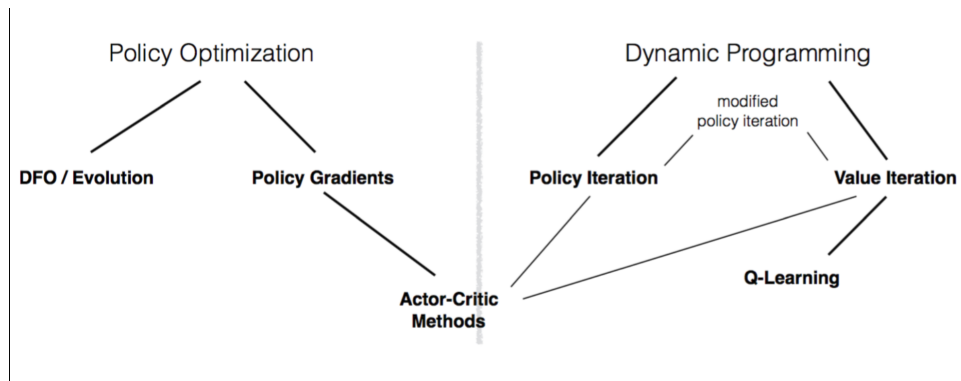 Policy Optimization
Dynamic Programming
modified
policy iteration
DFO / Evolution
Policy Gradients
Policy Iteration
Value Iteration
Q-Learning
Actor-Critic
Methods